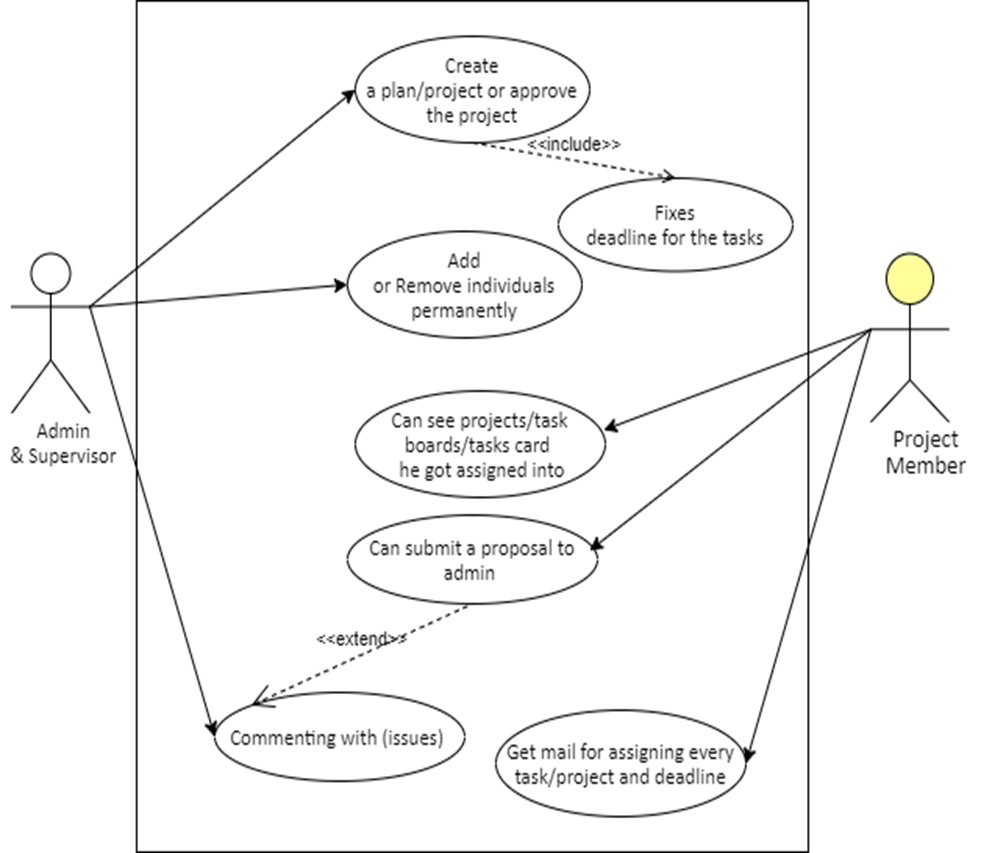 Create
a plan/project or approve
the project
<<include>>
Fixes
deadline for the tasks
Add
or Remove individuals
permanently
Admin
& Supervisor
Can see projects/task
boards/tasks card
he got assigned into
Project
Member
Can submit a proposal to
admin
<<extend>>
Commenting with (issues)
Get mail for assigning every
task/project and deadline